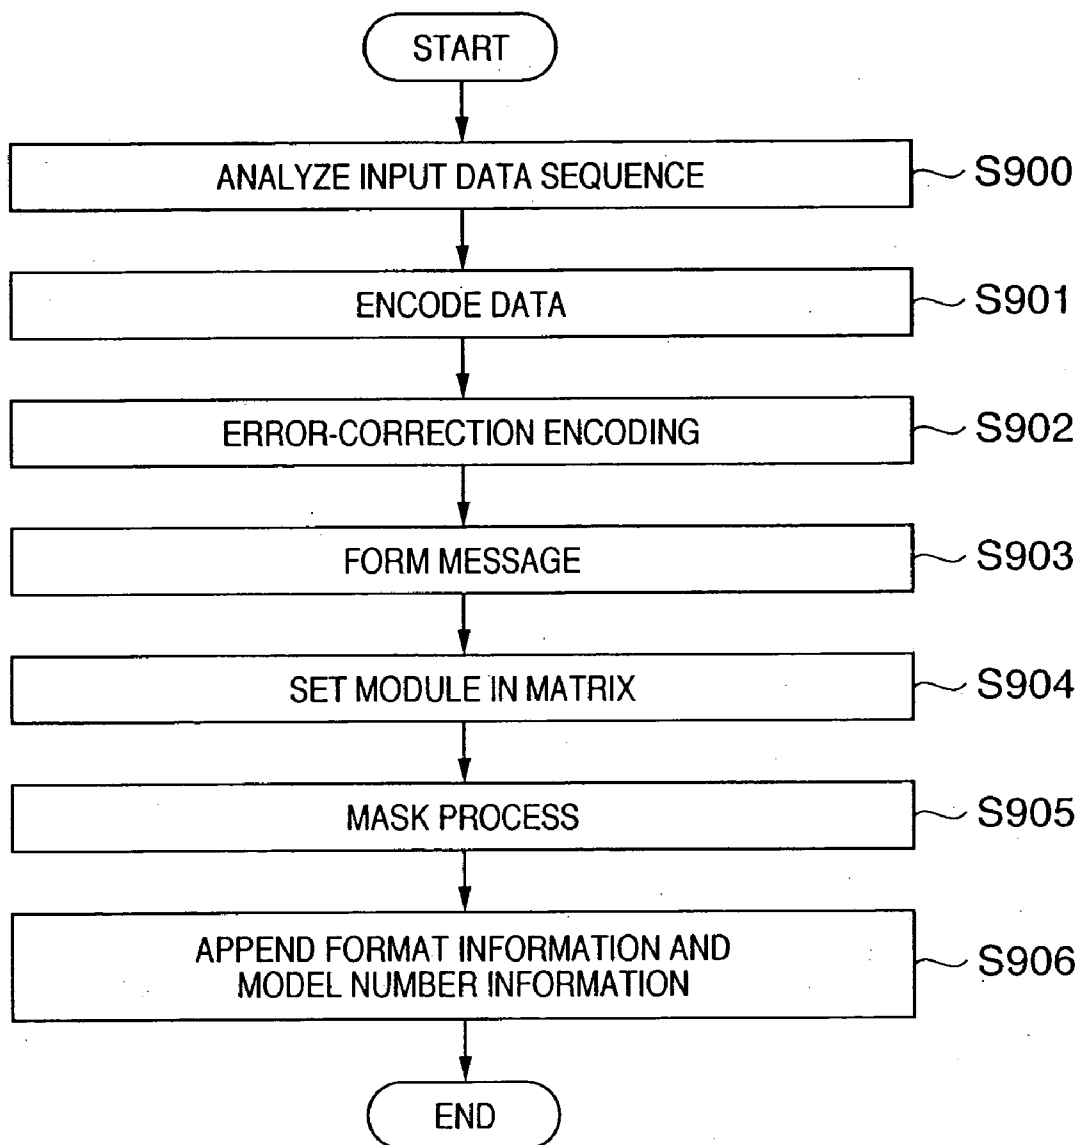 START
ANALYZE INPUT DATA SEQUENCE
S900
ENCODE DATA
S901
ERROR-CORRECTION ENCODING
S902
FORM MESSAGE
S903
SET MODULE IN MATRIX
S904
MASK PROCESS
S905
APPEND FORMAT INFORMATION AND
MODEL NUMBER INFORMATION
S906
END